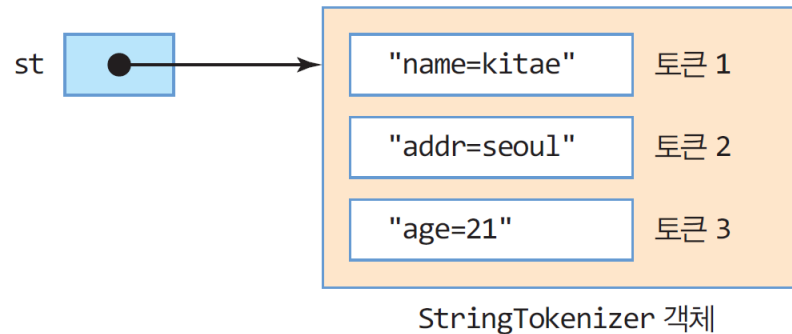 st
"name=kitae" 토큰 1
"addr=seoul" 토큰 2
"age=21" 토큰 3
StringTokenizer 객체